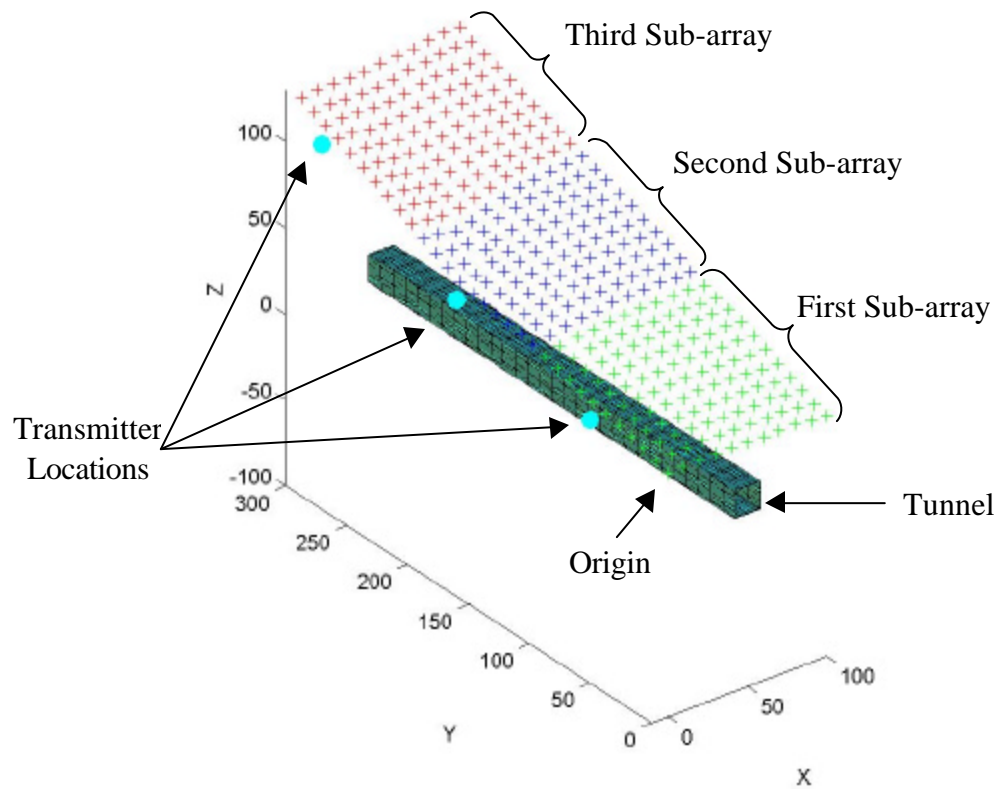 Third Sub-array
Second Sub-array
First Sub-array
Transmitter
Locations
Origin
Tunnel
Z
100
50
0
-50
-100
300
250
200
150
100
50
0
Y
0
50
100
X